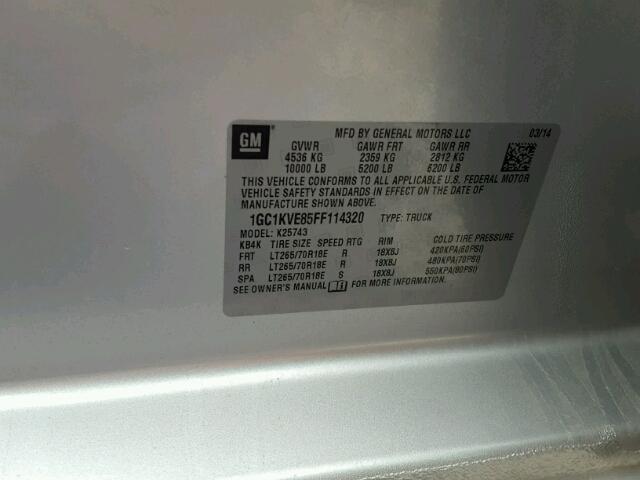 GM ® MFD BY GENERAL MOTORS LLC 03/14
GVWR GAWR FRT GAWR RR
4536 KG 2359 KG 2812 KG
10000 LB 5200 LB 6200 LB
THIS VEHICLE CONFORMS TO ALL APPLICABLE U.S. FEDERAL MOTOR
VEHICLE SAFETY STANDARDS IN EFFECT ON THE DATE OF
MANUFACTURE SHOWN ABOVE.
1GC1KVE85FF114320 TYPE: TRUCK
MODEL: K25743
KB4K TIRE SIZE SPEED RTG RIM COLD TIRE PRESSURE
FRT LT265/70R18E R 18X8J 420KPA(60PSI)
RR LT265/70R18E R 18X8J 480KPA(70PSI)
SPA LT265/70R18E S 18X8J 550KPA(80PSI)
SEE OWNER'S MANUAL FOR MORE INFORMATION.